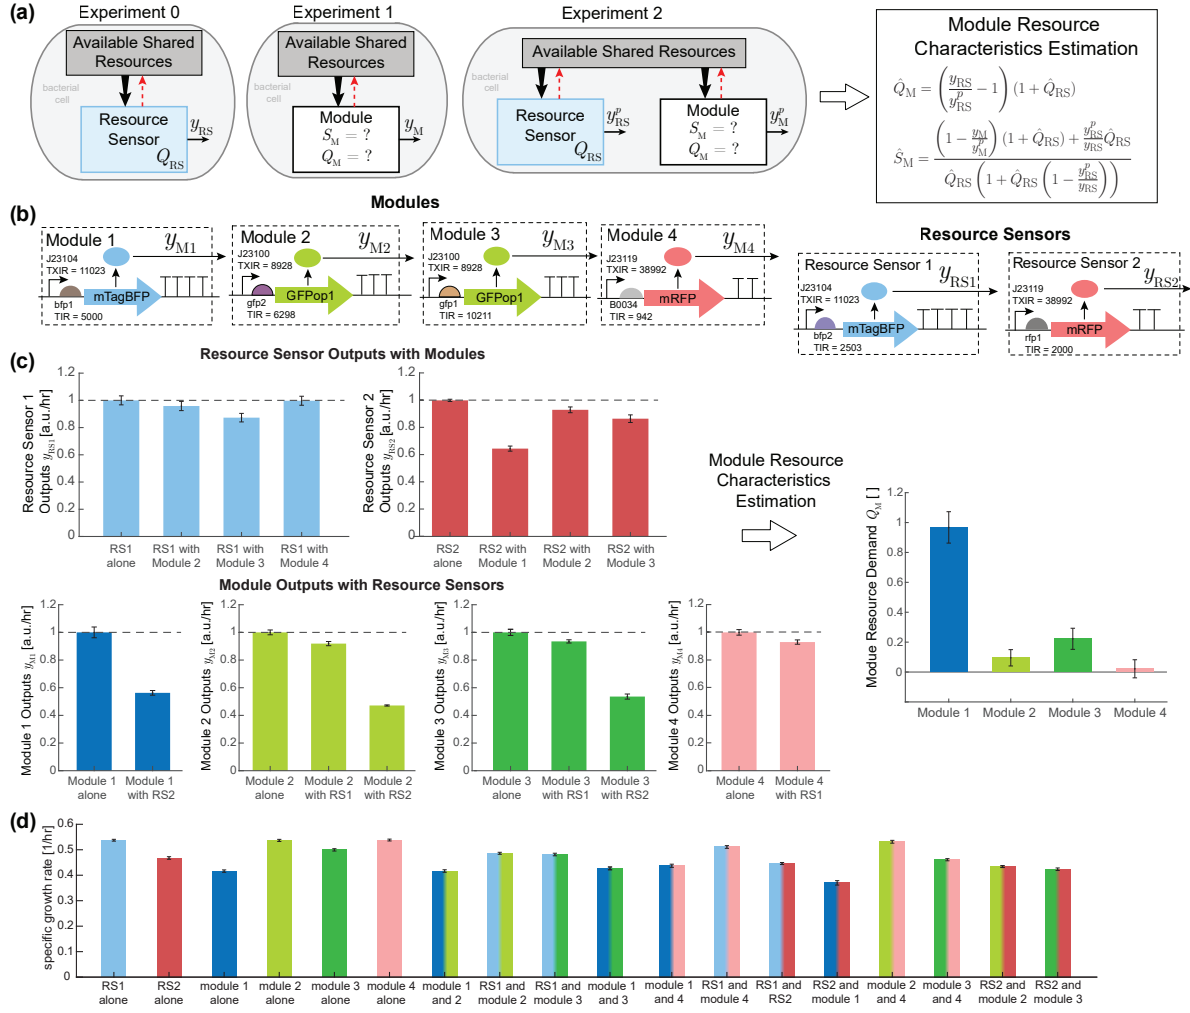 (a)
Experiment 0
Available Shared
Resources
bacterial
cell
Resource
Sensor
Q_RS
y_RS
Experiment 1
Available Shared
Resources
bacterial
cell
Module
S_M = ?
Q_M = ?
y_M
Experiment 2
Available Shared Resources
bacterial
cell
Resource
Sensor
Q_RS
y^p_RS
Module
S_M = ?
Q_M = ?
y^p_M
Module Resource
Characteristics Estimation
Q̂_M = (y_RS / y^p_RS − 1) (1 + Q̂_RS)
Ŝ_M = ((1 − y_M / y^p_M) (1 + Q̂_RS) + (y^p_RS / y_RS) Q̂_RS) / (Q̂_RS (1 + Q̂_RS (1 − y^p_RS / y_RS)))
(b)
Modules
Module 1
y_M1
J23104
TXIR = 11023
bfp1
mTagBFP
TIR = 5000
Module 2
y_M2
J23100
TXIR = 8928
gfp2
GFPop1
TIR = 6298
Module 3
y_M3
J23100
TXIR = 8928
gfp1
GFPop1
TIR = 10211
Module 4
y_M4
J23119
TXIR = 38992
B0034
mRFP
TIR = 942
Resource Sensors
Resource Sensor 1
y_RS1
J23104
TXIR = 11023
bfp2
mTagBFP
TIR = 2503
Resource Sensor 2
y_RS2
J23119
TXIR = 38992
rfp1
mRFP
TIR = 2000
(c)
Resource Sensor Outputs with Modules
Resource Sensor 1
Outputs y_RS1 [a.u./hr]
1.2
1
0.8
0.6
0.4
0.2
0
RS1
alone
RS1 with
Module 2
RS1 with
Module 3
RS1 with
Module 4
Resource Sensor 2
Outputs y_RS2 [a.u./hr]
1.2
1
0.8
0.6
0.4
0.2
0
RS2
alone
RS2 with
Module 1
RS2 with
Module 2
RS2 with
Module 3
Module Resource
Characteristics
Estimation
Modue Resource Demand Q_M [ ]
1.2
1
0.8
0.6
0.4
0.2
0
Module 1
Module 2
Module 3
Module 4
Module Outputs with Resource Sensors
Module 1 Outputs y_M1 [a.u./hr]
1.2
1
0.8
0.6
0.4
0.2
0
Module 1
alone
Module 1
with RS2
Module 2 Outputs y_M2 [a.u./hr]
1.2
1
0.8
0.6
0.4
0.2
0
Module 2
alone
Module 2
with RS1
Module 2
with RS2
Module 3 Outputs y_M3 [a.u./hr]
1.2
1
0.8
0.6
0.4
0.2
0
Module 3
alone
Module 3
with RS1
Module 3
with RS2
Module 4 Outputs y_M4 [a.u./hr]
1.2
1
0.8
0.6
0.4
0.2
0
Module 4
alone
Module 4
with RS1
(d)
specific growth rate [1/hr]
0.6
0.5
0.4
0.3
0.2
0.1
0
RS1
alone
RS2
alone
module 1
alone
mdule 2
alone
module 3
alone
module 4
alone
module 1
and 2
RS1 and
module 2
RS1 and
module 3
module 1
and 3
module 1
and 4
RS1 and
module 4
RS1 and
RS2
RS2 and
module 1
module 2
and 4
module 3
and 4
RS2 and
module 2
RS2 and
module 3